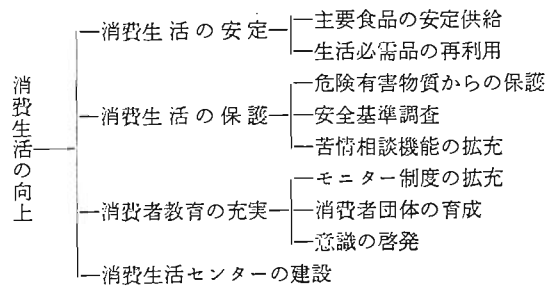 消費生活の向上
消費生活の安定
主要食品の安定供給
生活必需品の再利用
消費生活の保護
危険有害物質からの保護
安全基準調査
苦情相談機能の拡充
消費者教育の充実
モニター制度の拡充
消費者団体の育成
意識の啓発
消費生活センターの建設